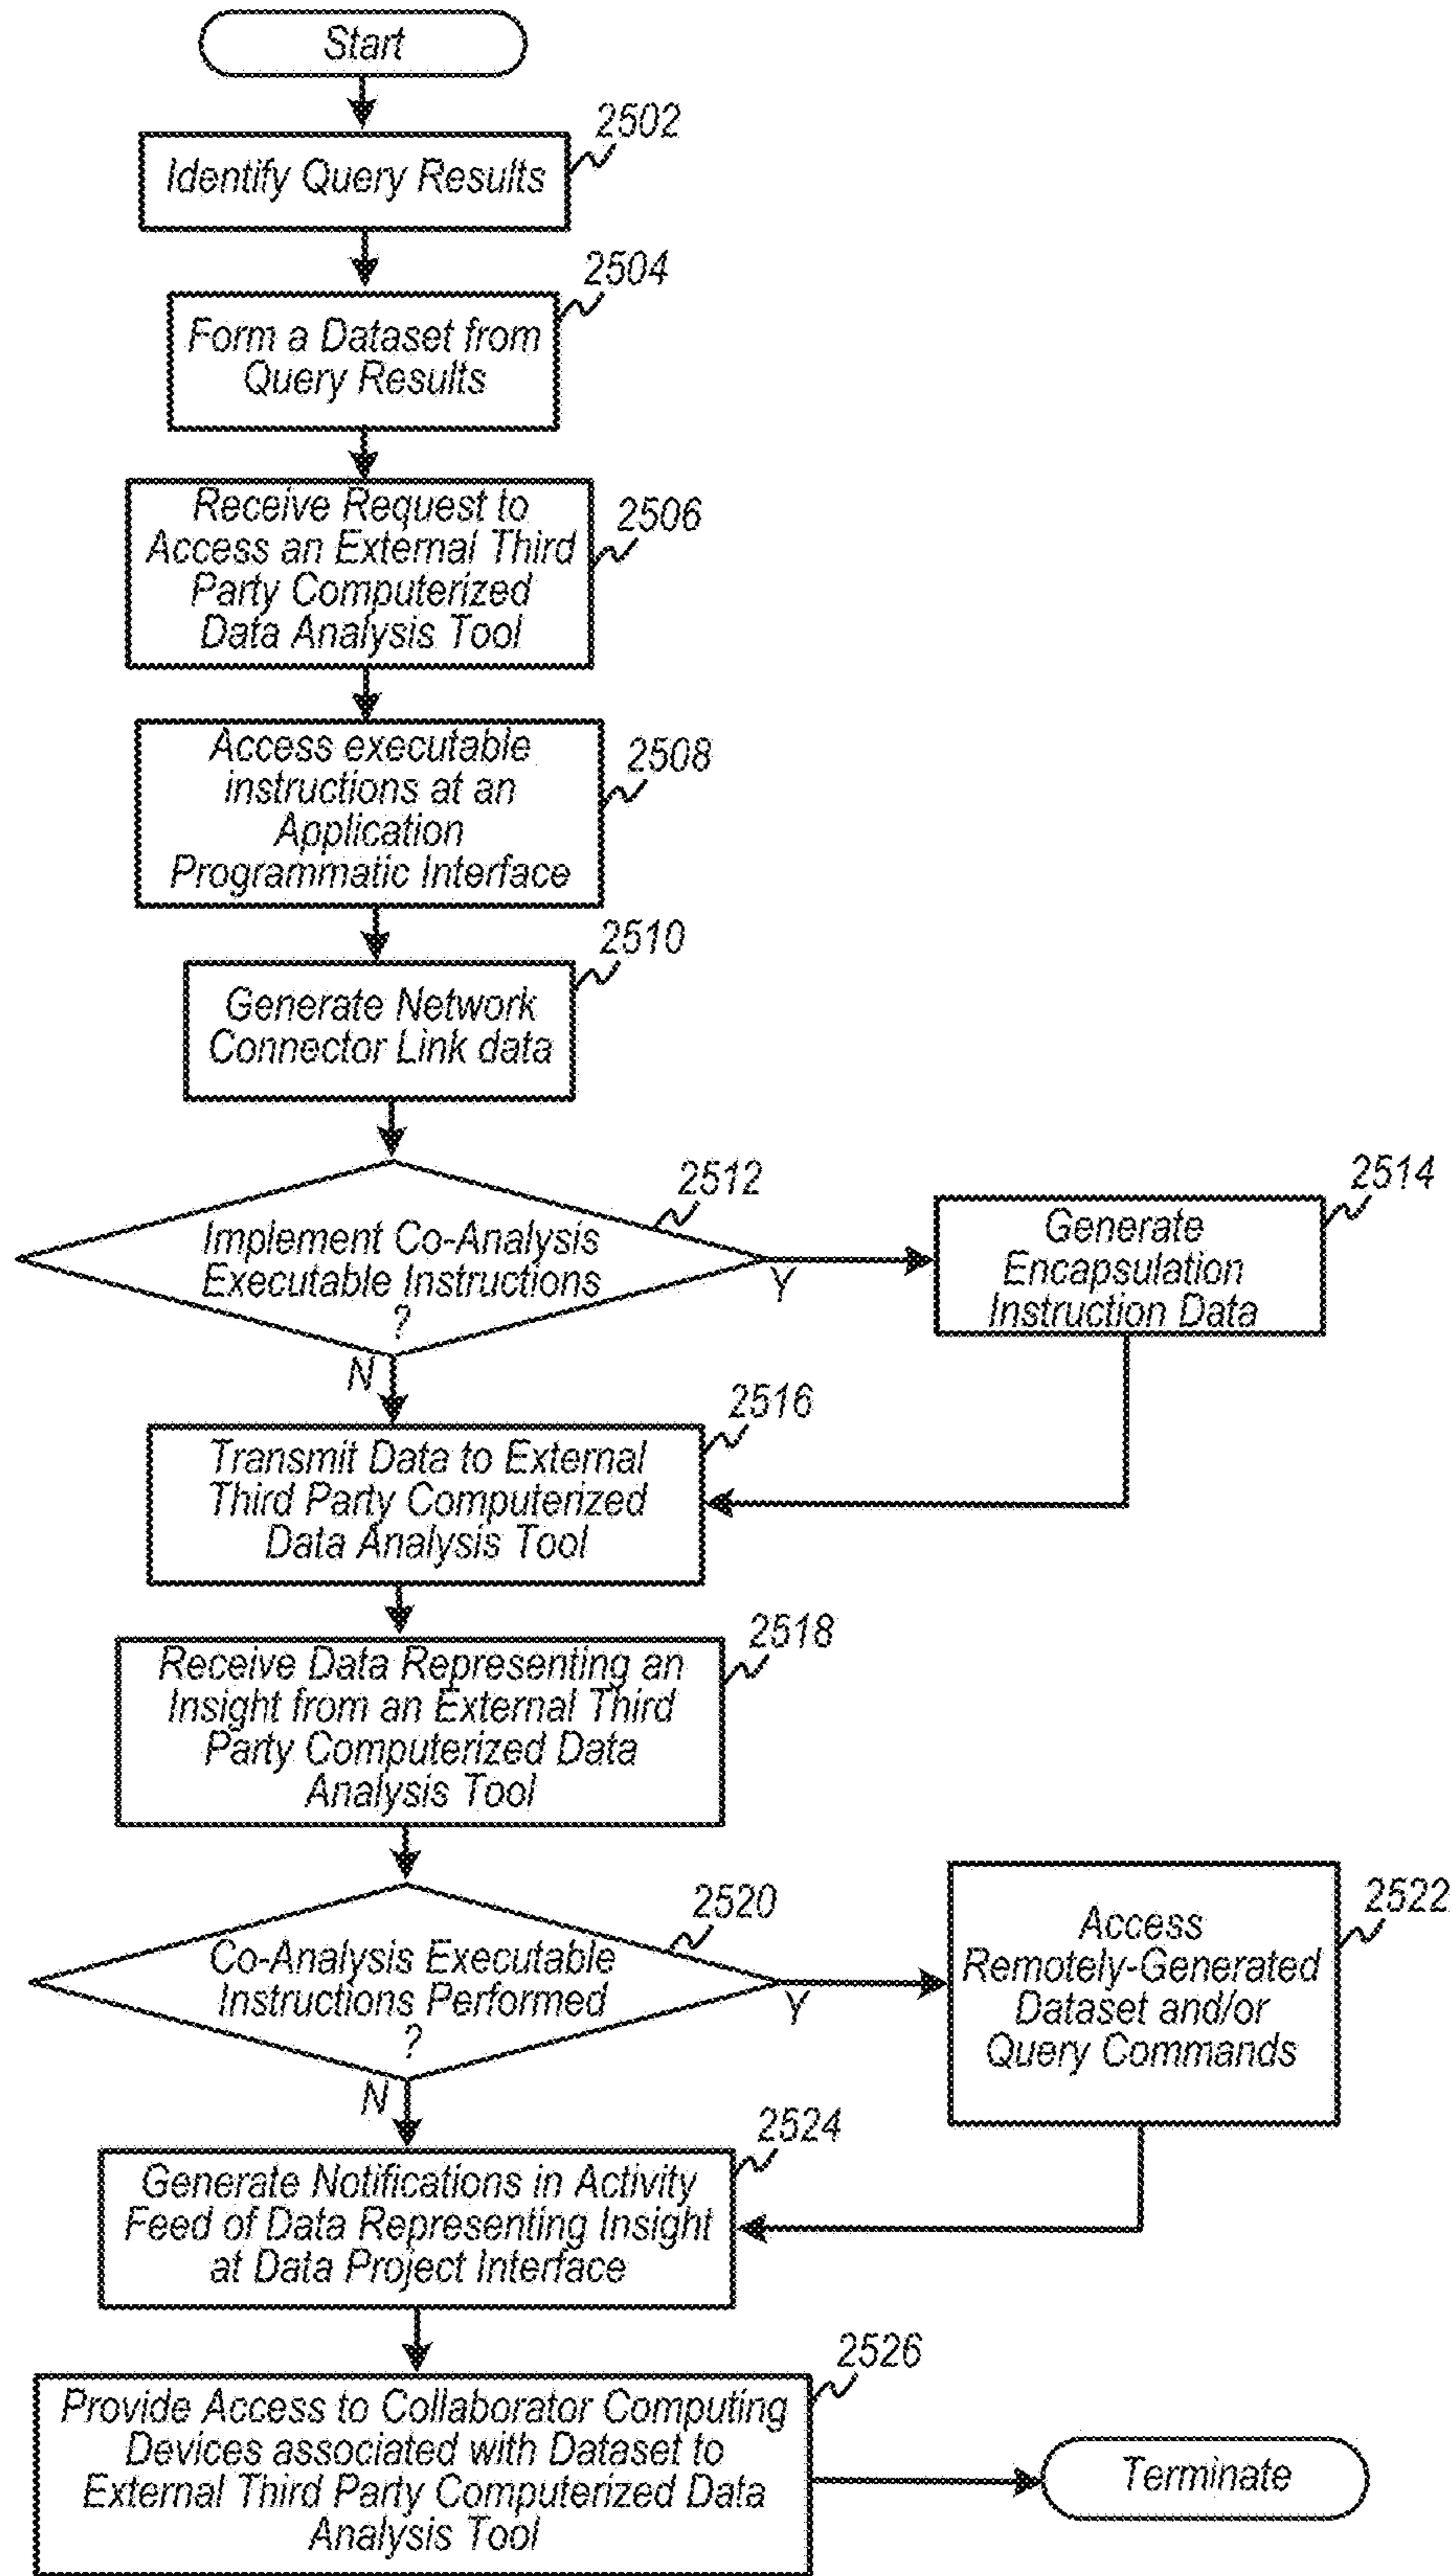 Start
2502
Identify Query Results
2504
Form a Dataset from
Query Results
2506
Receive Request to
Access an External Third
Party Computerized
Data Analysis Tool
2508
Access executable
instructions at an
Application
Programmatic Interface
2510
Generate Network
Connector Link data
2512
Implement Co-Analysis
Executable Instructions
?
Y
N
2514
Generate
Encapsulation
Instruction Data
2516
Transmit Data to External
Third Party Computerized
Data Analysis Tool
2518
Receive Data Representing an
Insight from an External Third
Party Computerized Data
Analysis Tool
2520
Co-Analysis Executable
Instructions Performed
?
Y
N
2522
Access
Remotely-Generated
Dataset and/or
Query Commands
2524
Generate Notifications in Activity
Feed of Data Representing Insight
at Data Project Interface
2526
Provide Access to Collaborator Computing
Devices associated with Dataset to
External Third Party Computerized Data
Analysis Tool
Terminate